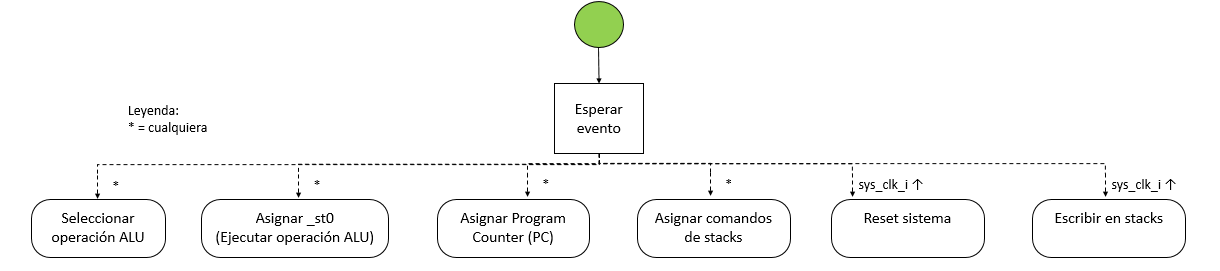 Esperar
evento
Leyenda:
* = cualquiera
*
*
*
*
sys_clk_i ↑
sys_clk_i ↑
Seleccionar
operación ALU
Asignar _st0
(Ejecutar operación ALU)
Asignar Program
Counter (PC)
Asignar comandos
de stacks
Reset sistema
Escribir en stacks